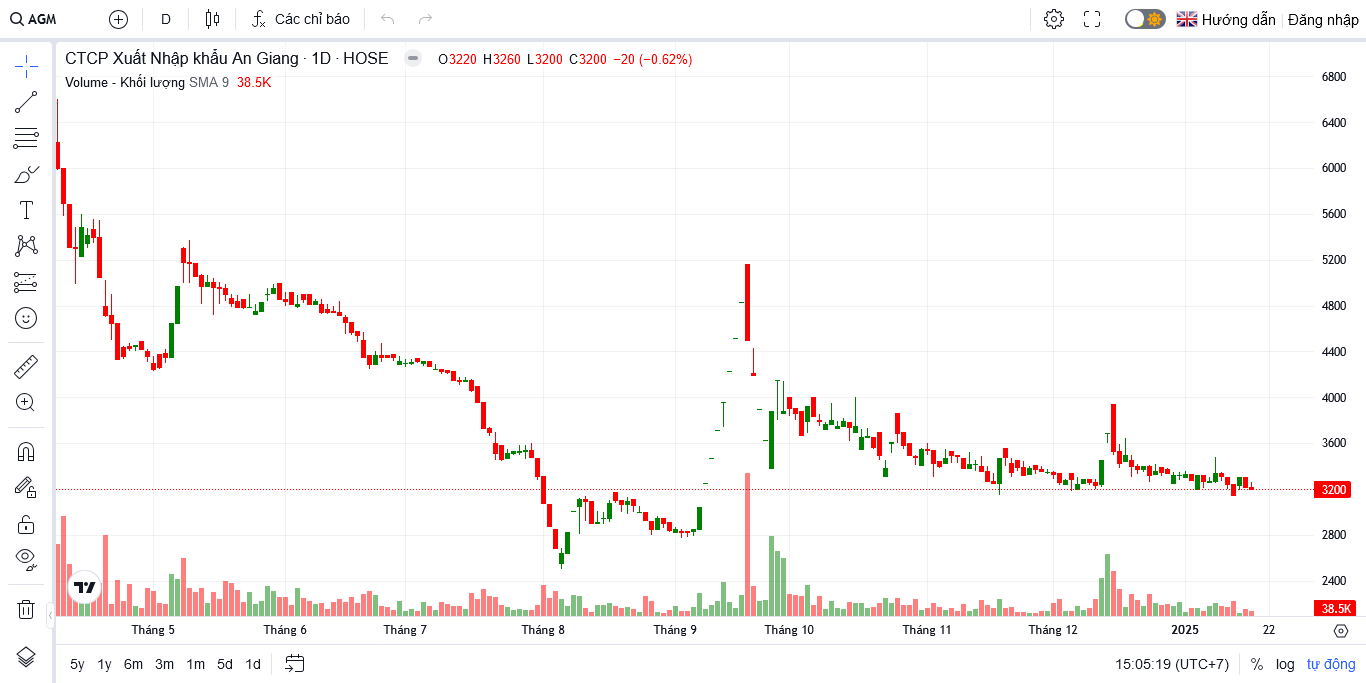 AGM D Các chỉ báo Hướng dẫn Đăng nhập
CTCP Xuất Nhập khẩu An Giang · 1D · HOSE O3220 H3260 L3200 C3200 −20 (−0.62%)
Volume - Khối lượng SMA 9 38.5K
6800
6400
6000
5600
5200
4800
4400
4000
3600
3200
2800
2400
38.5K
Tháng 5 Tháng 6 Tháng 7 Tháng 8 Tháng 9 Tháng 10 Tháng 11 Tháng 12 2025 22
5y 1y 6m 3m 1m 5d 1d 15:05:19 (UTC+7) % log tự động